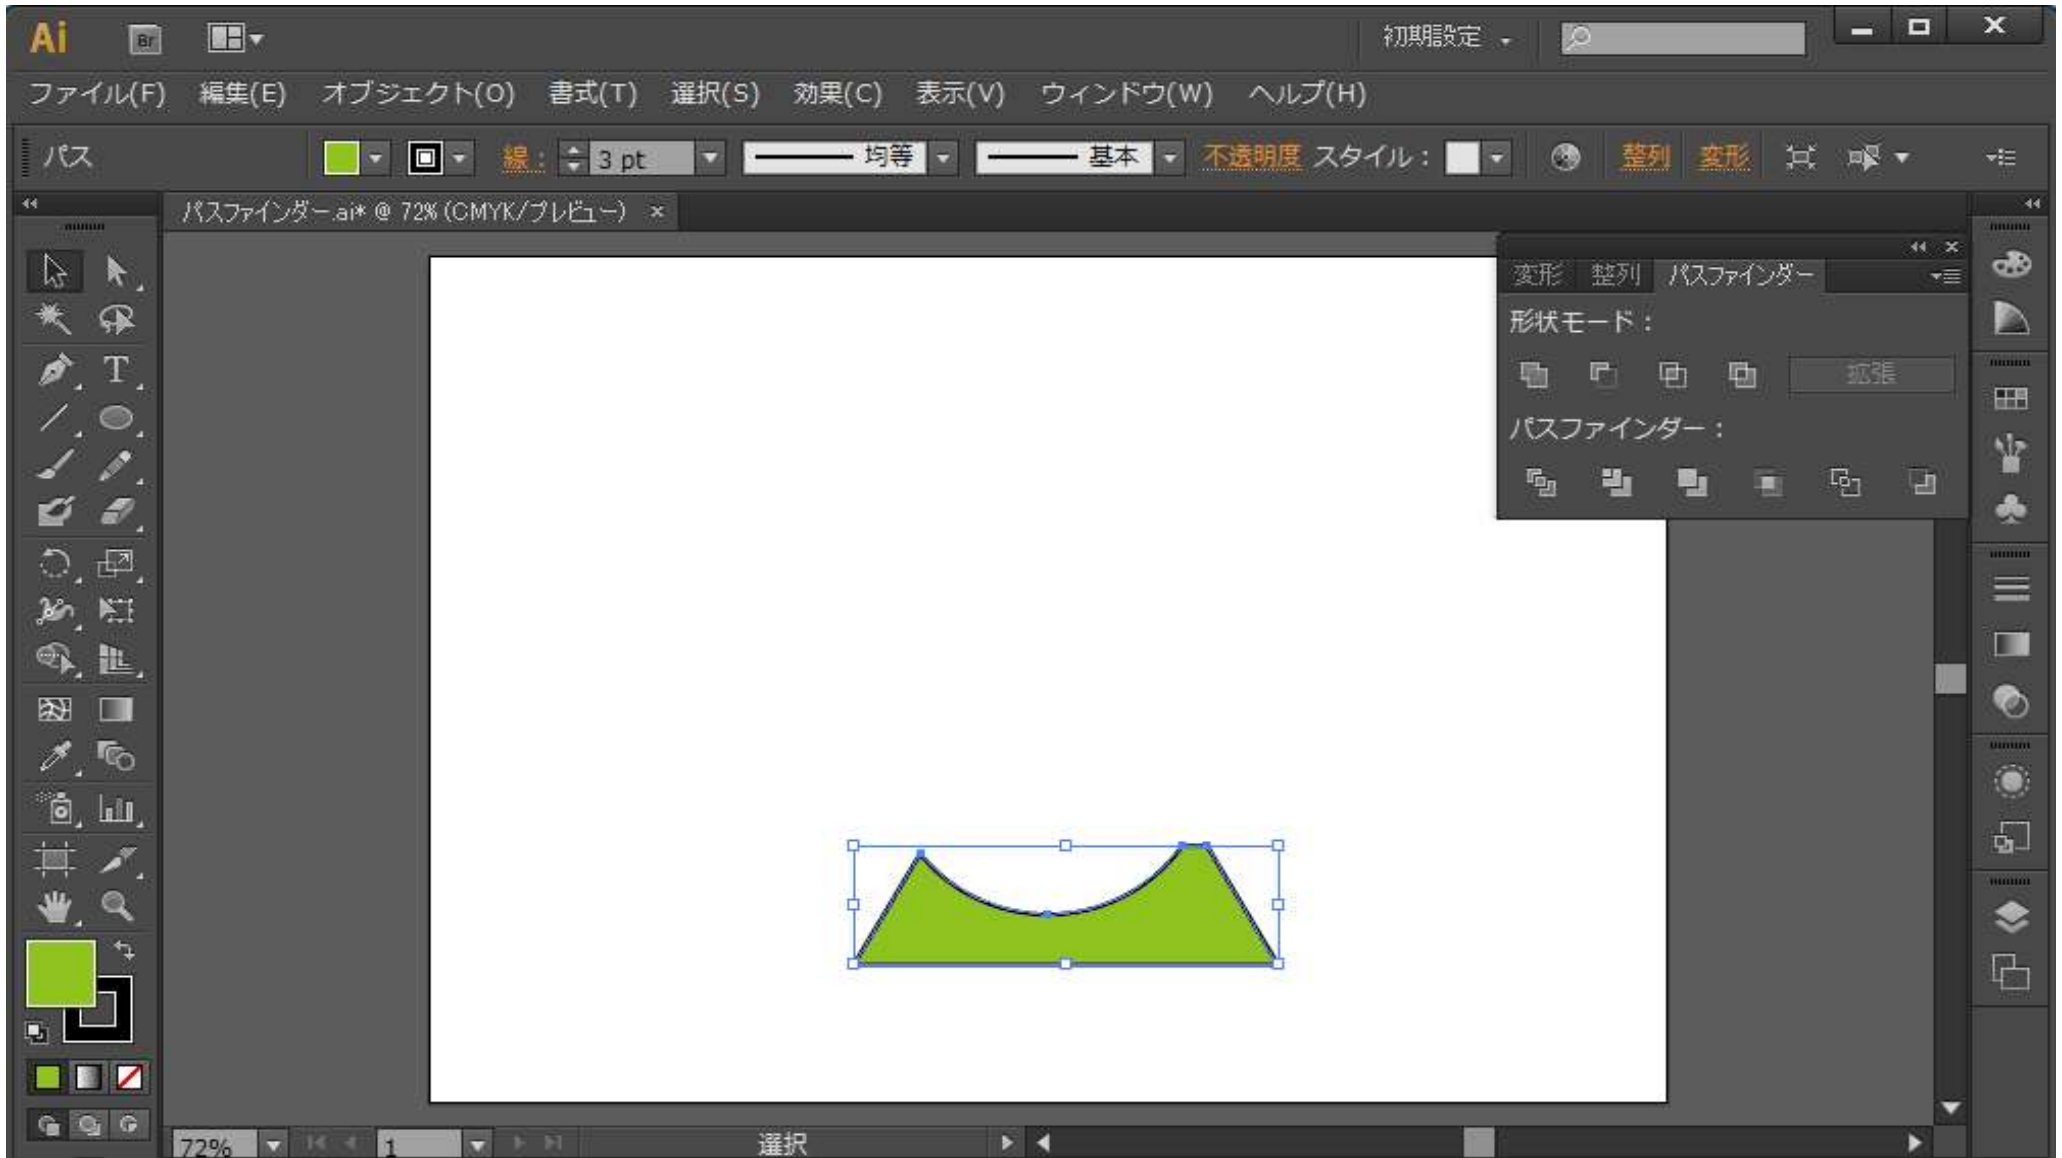 Ai Br 初期設定
ファイル(F) 編集(E) オブジェクト(O) 書式(T) 選択(S) 効果(C) 表示(V) ウィンドウ(W) ヘルプ(H)
パス 線: 3 pt 均等 基本 不透明度 スタイル: 整列 変形
パスファインダー.ai* @ 72% (CMYK/プレビュー) ×
変形 整列 パスファインダー
形状モード:
拡張
パスファインダー:
T
72% 1 選択